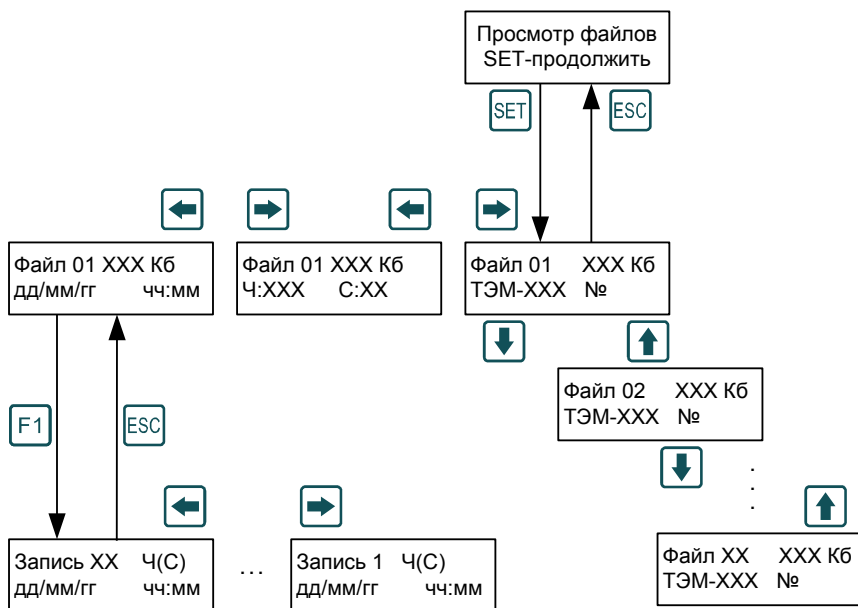 Просмотр файлов
SET-продолжить
SET
ESC
Файл 01 XXX Кб
дд/мм/гг чч:мм
Файл 01 XXX Кб
Ч:XXX С:XX
Файл 01 XXX Кб
ТЭМ-XXX №
Файл 02 XXX Кб
ТЭМ-XXX №
F1
ESC
.
.
.
Запись XX Ч(С)
дд/мм/гг чч:мм
...
Запись 1 Ч(С)
дд/мм/гг чч:мм
Файл XX XXX Кб
ТЭМ-XXX №